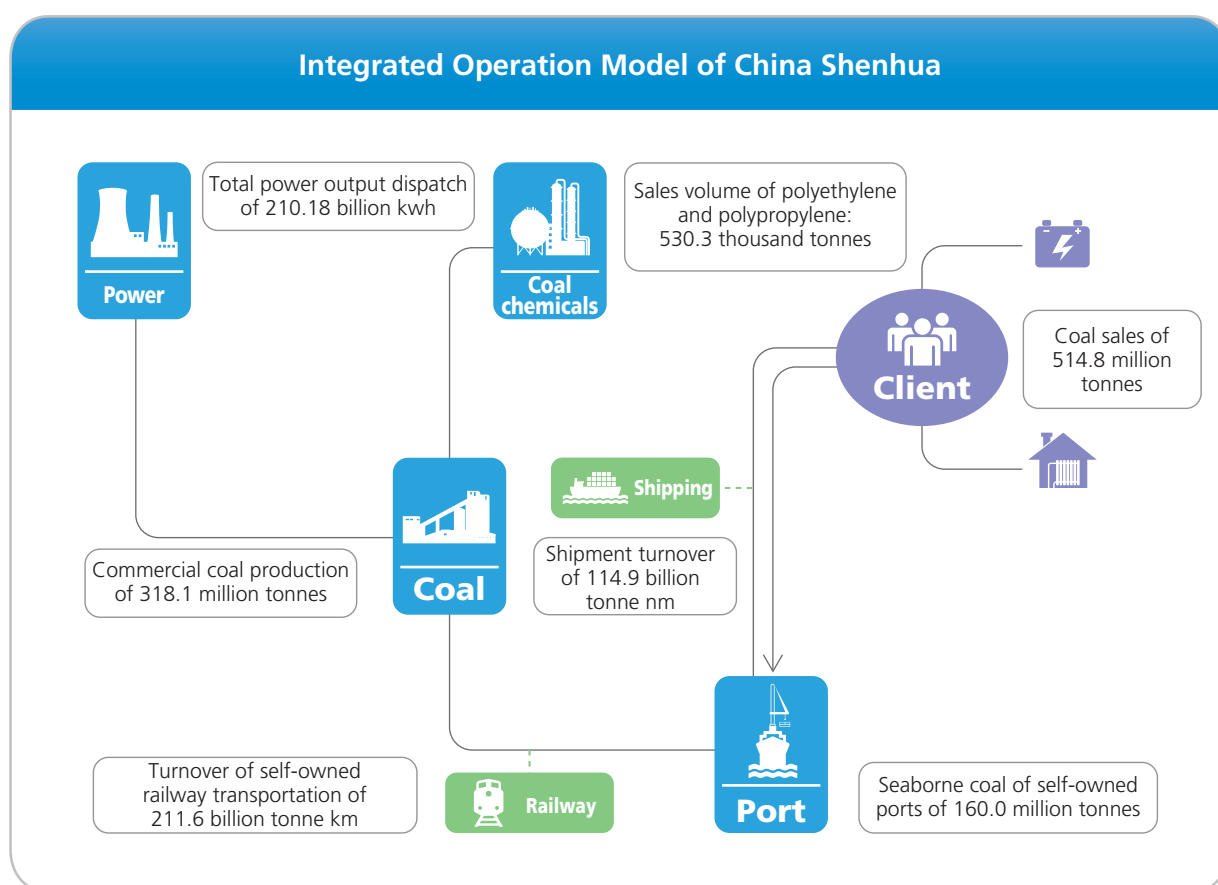 Integrated Operation Model of China Shenhua
Total power output dispatch
of 210.18 billion kwh
Sales volume of polyethylene
and polypropylene:
530.3 thousand tonnes
Power
Coal
chemicals
Client
Coal sales of
514.8 million
tonnes
Shipping
Commercial coal production
of 318.1 million tonnes
Coal
Shipment turnover
of 114.9 billion
tonne nm
Turnover of self-owned
railway transportation of
211.6 billion tonne km
Railway
Port
Seaborne coal of self-owned
ports of 160.0 million tonnes